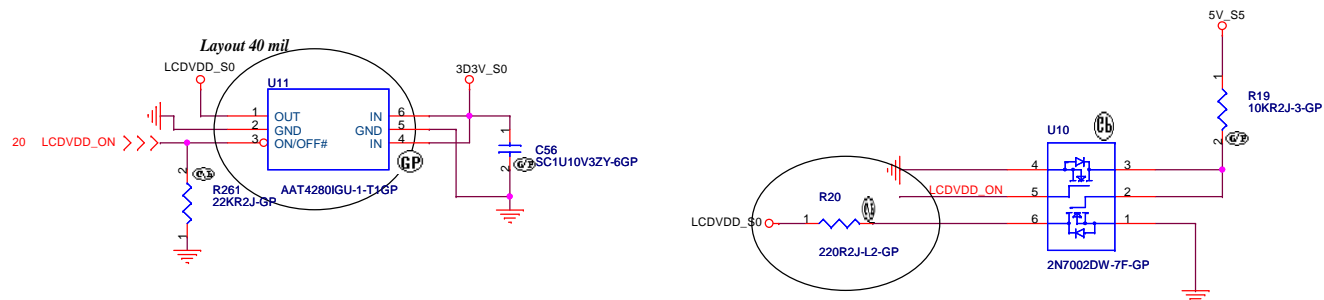 Layout 40 mil
LCDVDD_S0
U11
3D3V_S0
1 OUT IN 6
2 GND GND 5
20 LCDVDD_ON 3 ON/OFF# IN 4
GP
1
C56
SC1U10V3ZY-6GP
2
2
R261
22KR2J-GP
1
AAT4280IGU-1-T1GP
5V_S5
1
R19
10KR2J-3-GP
2
U10
4 3
LCDVDD_ON 5 2
R20
LCDVDD_S0 1 6 1
220R2J-L2-GP
2N7002DW-7F-GP